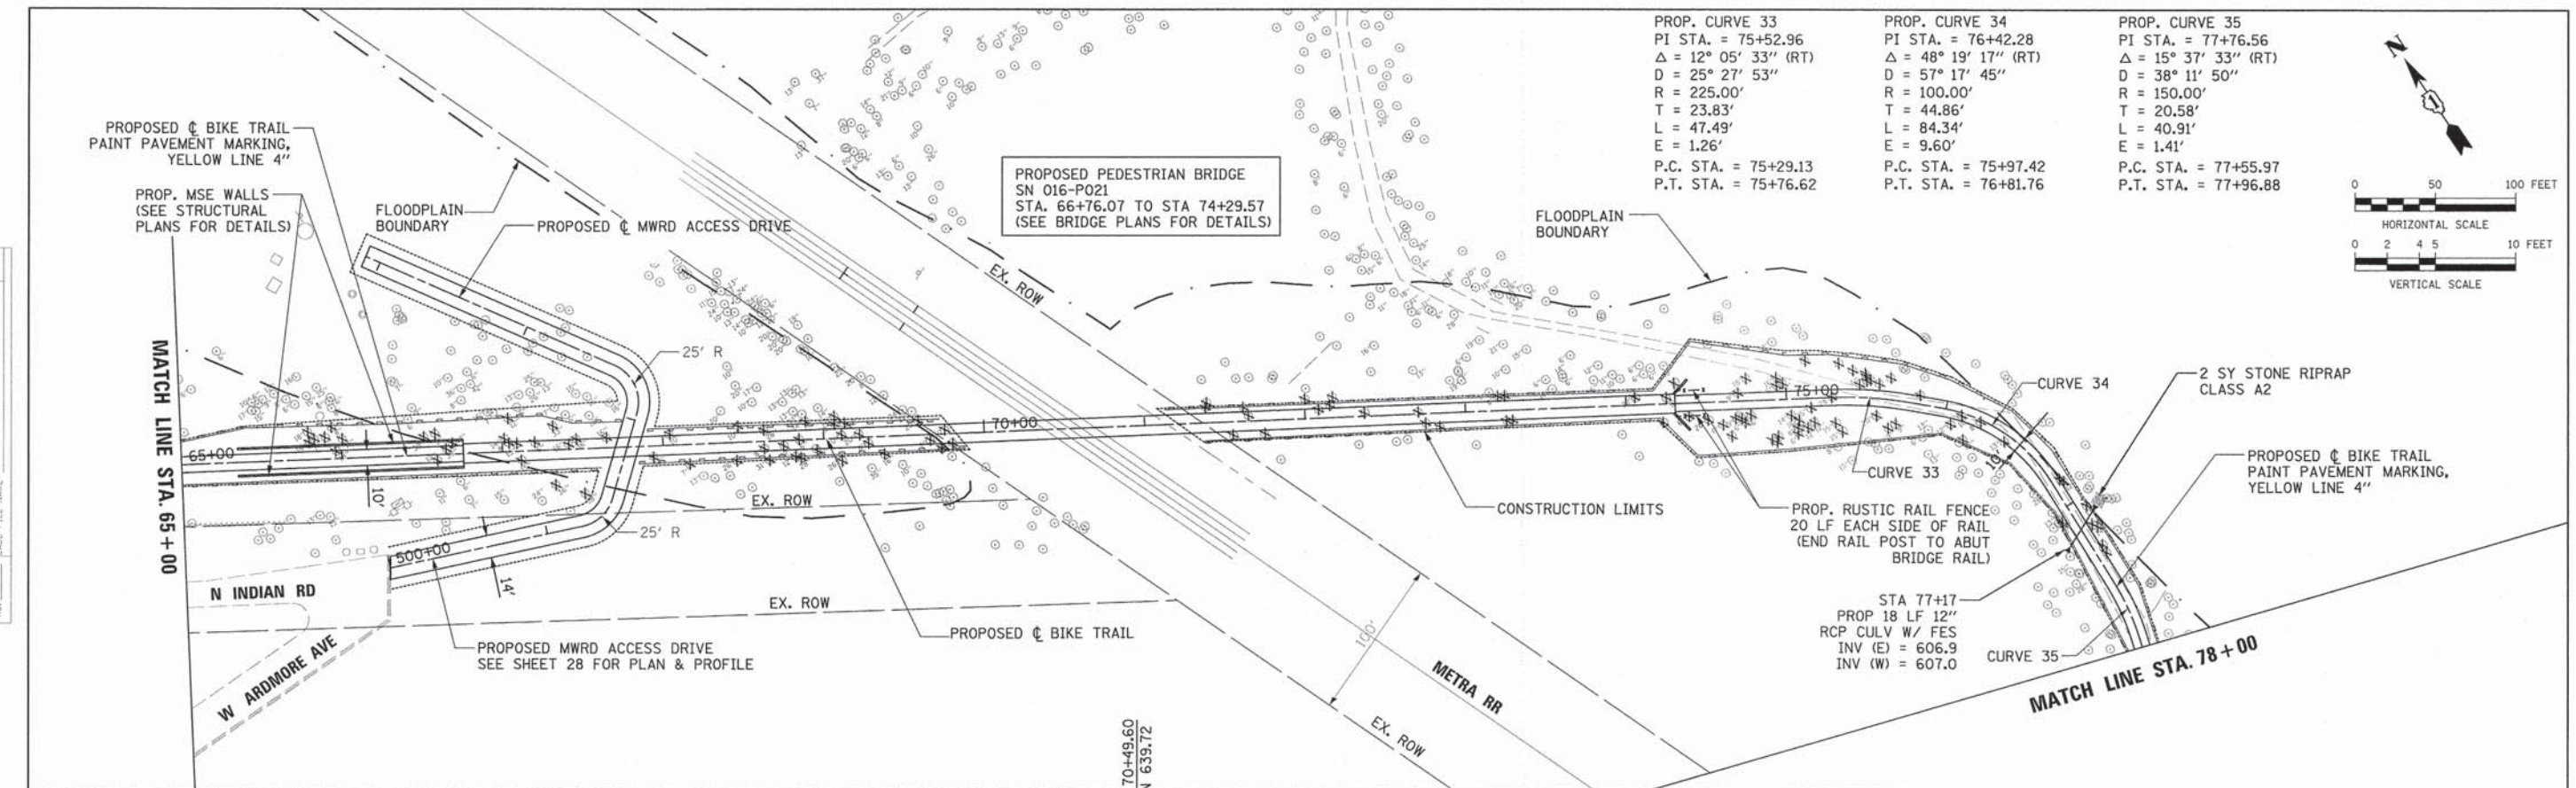 PROP. CURVE 33
PI STA. = 75+52.96
Δ = 12° 05' 33" (RT)
D = 25° 27' 53"
R = 225.00'
T = 23.83'
L = 47.49'
E = 1.26'
P.C. STA. = 75+29.13
P.T. STA. = 75+76.62
PROP. CURVE 34
PI STA. = 76+42.28
Δ = 48° 19' 17" (RT)
D = 57° 17' 45"
R = 100.00'
T = 44.86'
L = 84.34'
E = 9.60'
P.C. STA. = 75+97.42
P.T. STA. = 76+81.76
PROP. CURVE 35
PI STA. = 77+76.56
Δ = 15° 37' 33" (RT)
D = 38° 11' 50"
R = 150.00'
T = 20.58'
L = 40.91'
E = 1.41'
P.C. STA. = 77+55.97
P.T. STA. = 77+96.88
N
0 50 100 FEET
HORIZONTAL SCALE
0 2 4 5 10 FEET
VERTICAL SCALE
PROPOSED ℄ BIKE TRAIL
PAINT PAVEMENT MARKING,
YELLOW LINE 4"
PROP. MSE WALLS
(SEE STRUCTURAL
PLANS FOR DETAILS)
FLOODPLAIN
BOUNDARY
PROPOSED ℄ MWRD ACCESS DRIVE
PROPOSED PEDESTRIAN BRIDGE
SN 016-P021
STA. 66+76.07 TO STA 74+29.57
(SEE BRIDGE PLANS FOR DETAILS)
FLOODPLAIN
BOUNDARY
EX. ROW
MATCH LINE STA. 65+00
25' R
65+00
70+00
75+00
10'
CURVE 34
2 SY STONE RIPRAP
CLASS A2
10'
CURVE 33
PROPOSED ℄ BIKE TRAIL
PAINT PAVEMENT MARKING,
YELLOW LINE 4"
EX. ROW
CONSTRUCTION LIMITS
PROP. RUSTIC RAIL FENCE
20 LF EACH SIDE OF RAIL
(END RAIL POST TO ABUT
BRIDGE RAIL)
25' R
500+00
14'
N INDIAN RD
EX. ROW
W ARDMORE AVE
PROPOSED MWRD ACCESS DRIVE
SEE SHEET 28 FOR PLAN & PROFILE
PROPOSED ℄ BIKE TRAIL
100'
METRA RR
EX. ROW
STA 77+17
PROP 18 LF 12"
RCP CULV W/ FES
INV (E) = 606.9
INV (W) = 607.0
CURVE 35
MATCH LINE STA. 78+00
70+49.60
N 639.72